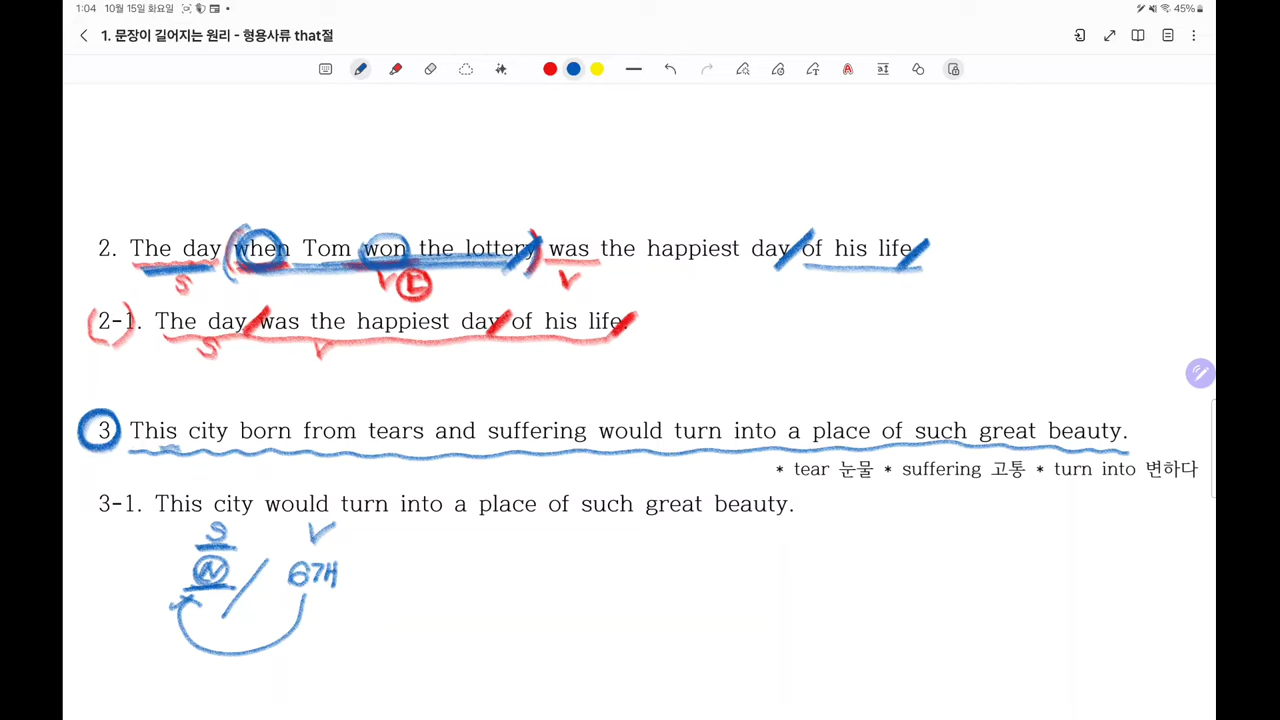 1:04 10월 15일 화요일 45%
1. 문장이 길어지는 원리 - 형용사류 that절
2. The day when Tom won the lottery was the happiest day of his life.
S V t V
2-1. The day was the happiest day of his life.
S V
3. This city born from tears and suffering would turn into a place of such great beauty.
* tear 눈물 * suffering 고통 * turn into 변하다
3-1. This city would turn into a place of such great beauty.
S V
N / 6개